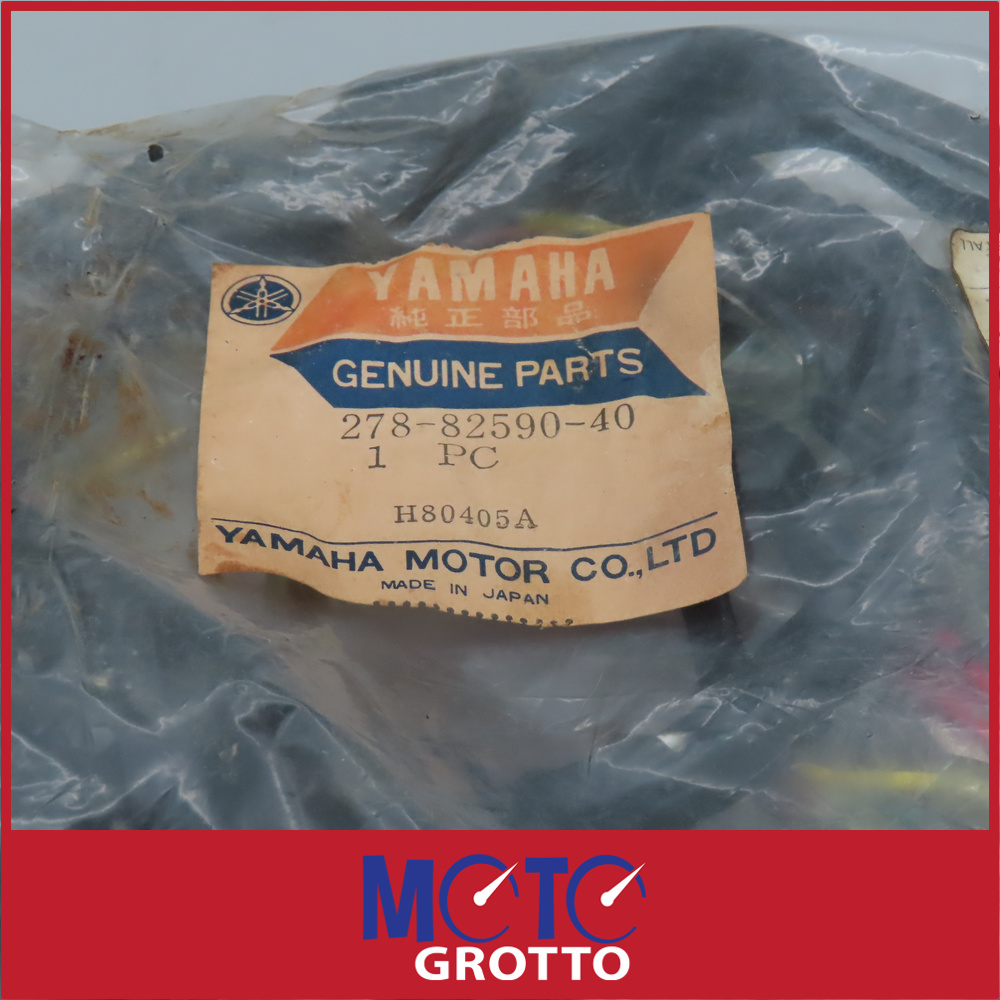 YAMAHA
純正部品
GENUINE PARTS
278-82590-40
1 PC
H80405A
YAMAHA MOTOR CO.,LTD
MADE IN JAPAN
MOTO
GROTTO